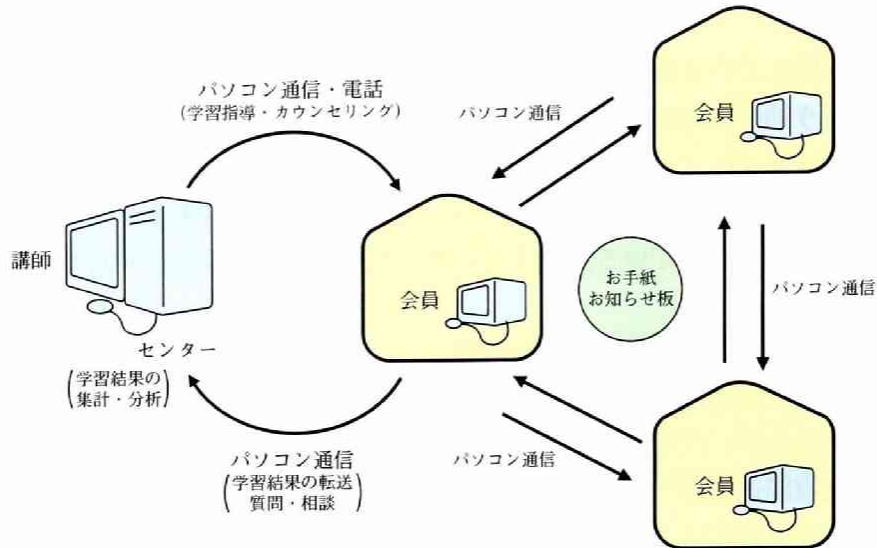 パソコン通信・電話
(学習指導・カウンセリング)
講師
センター
(学習結果の
集計・分析)
パソコン通信
(学習結果の転送
質問・相談)
会員
パソコン通信
会員
お手紙
お知らせ板
パソコン通信
パソコン通信
会員